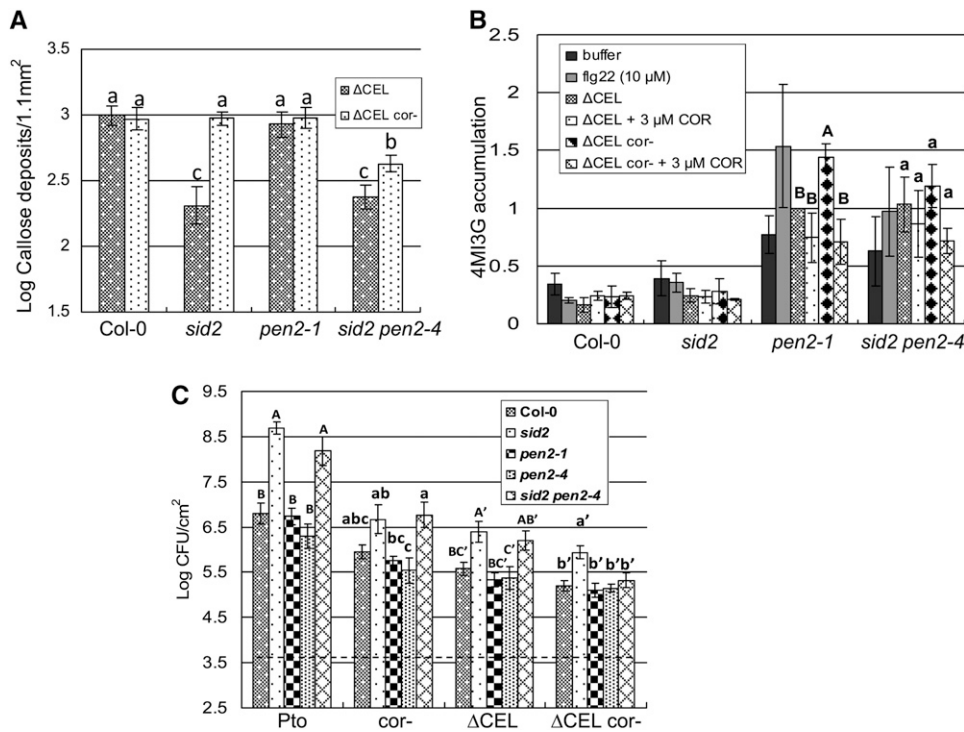 A
Log Callose deposits/1.1mm²
3.5
3
2.5
2
1.5
a a c a a a c b
ΔCEL
ΔCEL cor-
Col-0 sid2 pen2-1 sid2 pen2-4
B
4MI3G accumulation
2.5
2
1.5
1
0.5
0
buffer
flg22 (10 µM)
ΔCEL
ΔCEL + 3 µM COR
ΔCEL cor-
ΔCEL cor- + 3 µM COR
B B A B a a a a
Col-0 sid2 pen2-1 sid2 pen2-4
C
Log CFU/cm²
9.5
8.5
7.5
6.5
5.5
4.5
3.5
2.5
Col-0
sid2
pen2-1
pen2-4
sid2 pen2-4
B A B B A
abc ab bc c a
BC’ A’ BC’ C’ AB’
b’ a’ b’ b’ b’
Pto cor- ΔCEL ΔCEL cor-